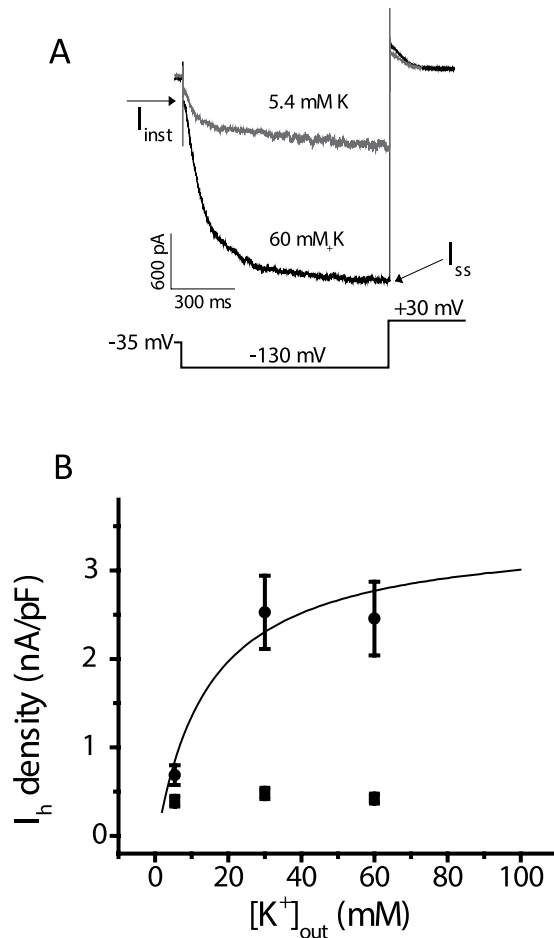 A
5.4 mM K
I inst
60 mM + K
I ss
600 pA
300 ms
+30 mV
-35 mV
-130 mV
B
I h density (nA/pF)
3
2
1
0
0 20 40 60 80 100
[K+]out (mM)